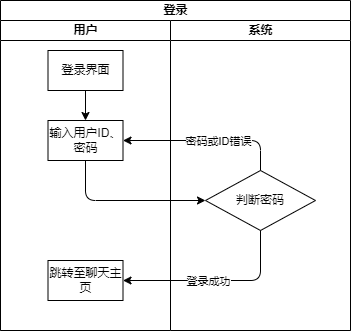 登录
用户
系统
登录界面
输入用户ID、
密码
密码或ID错误
判断密码
跳转至聊天主
页
登录成功